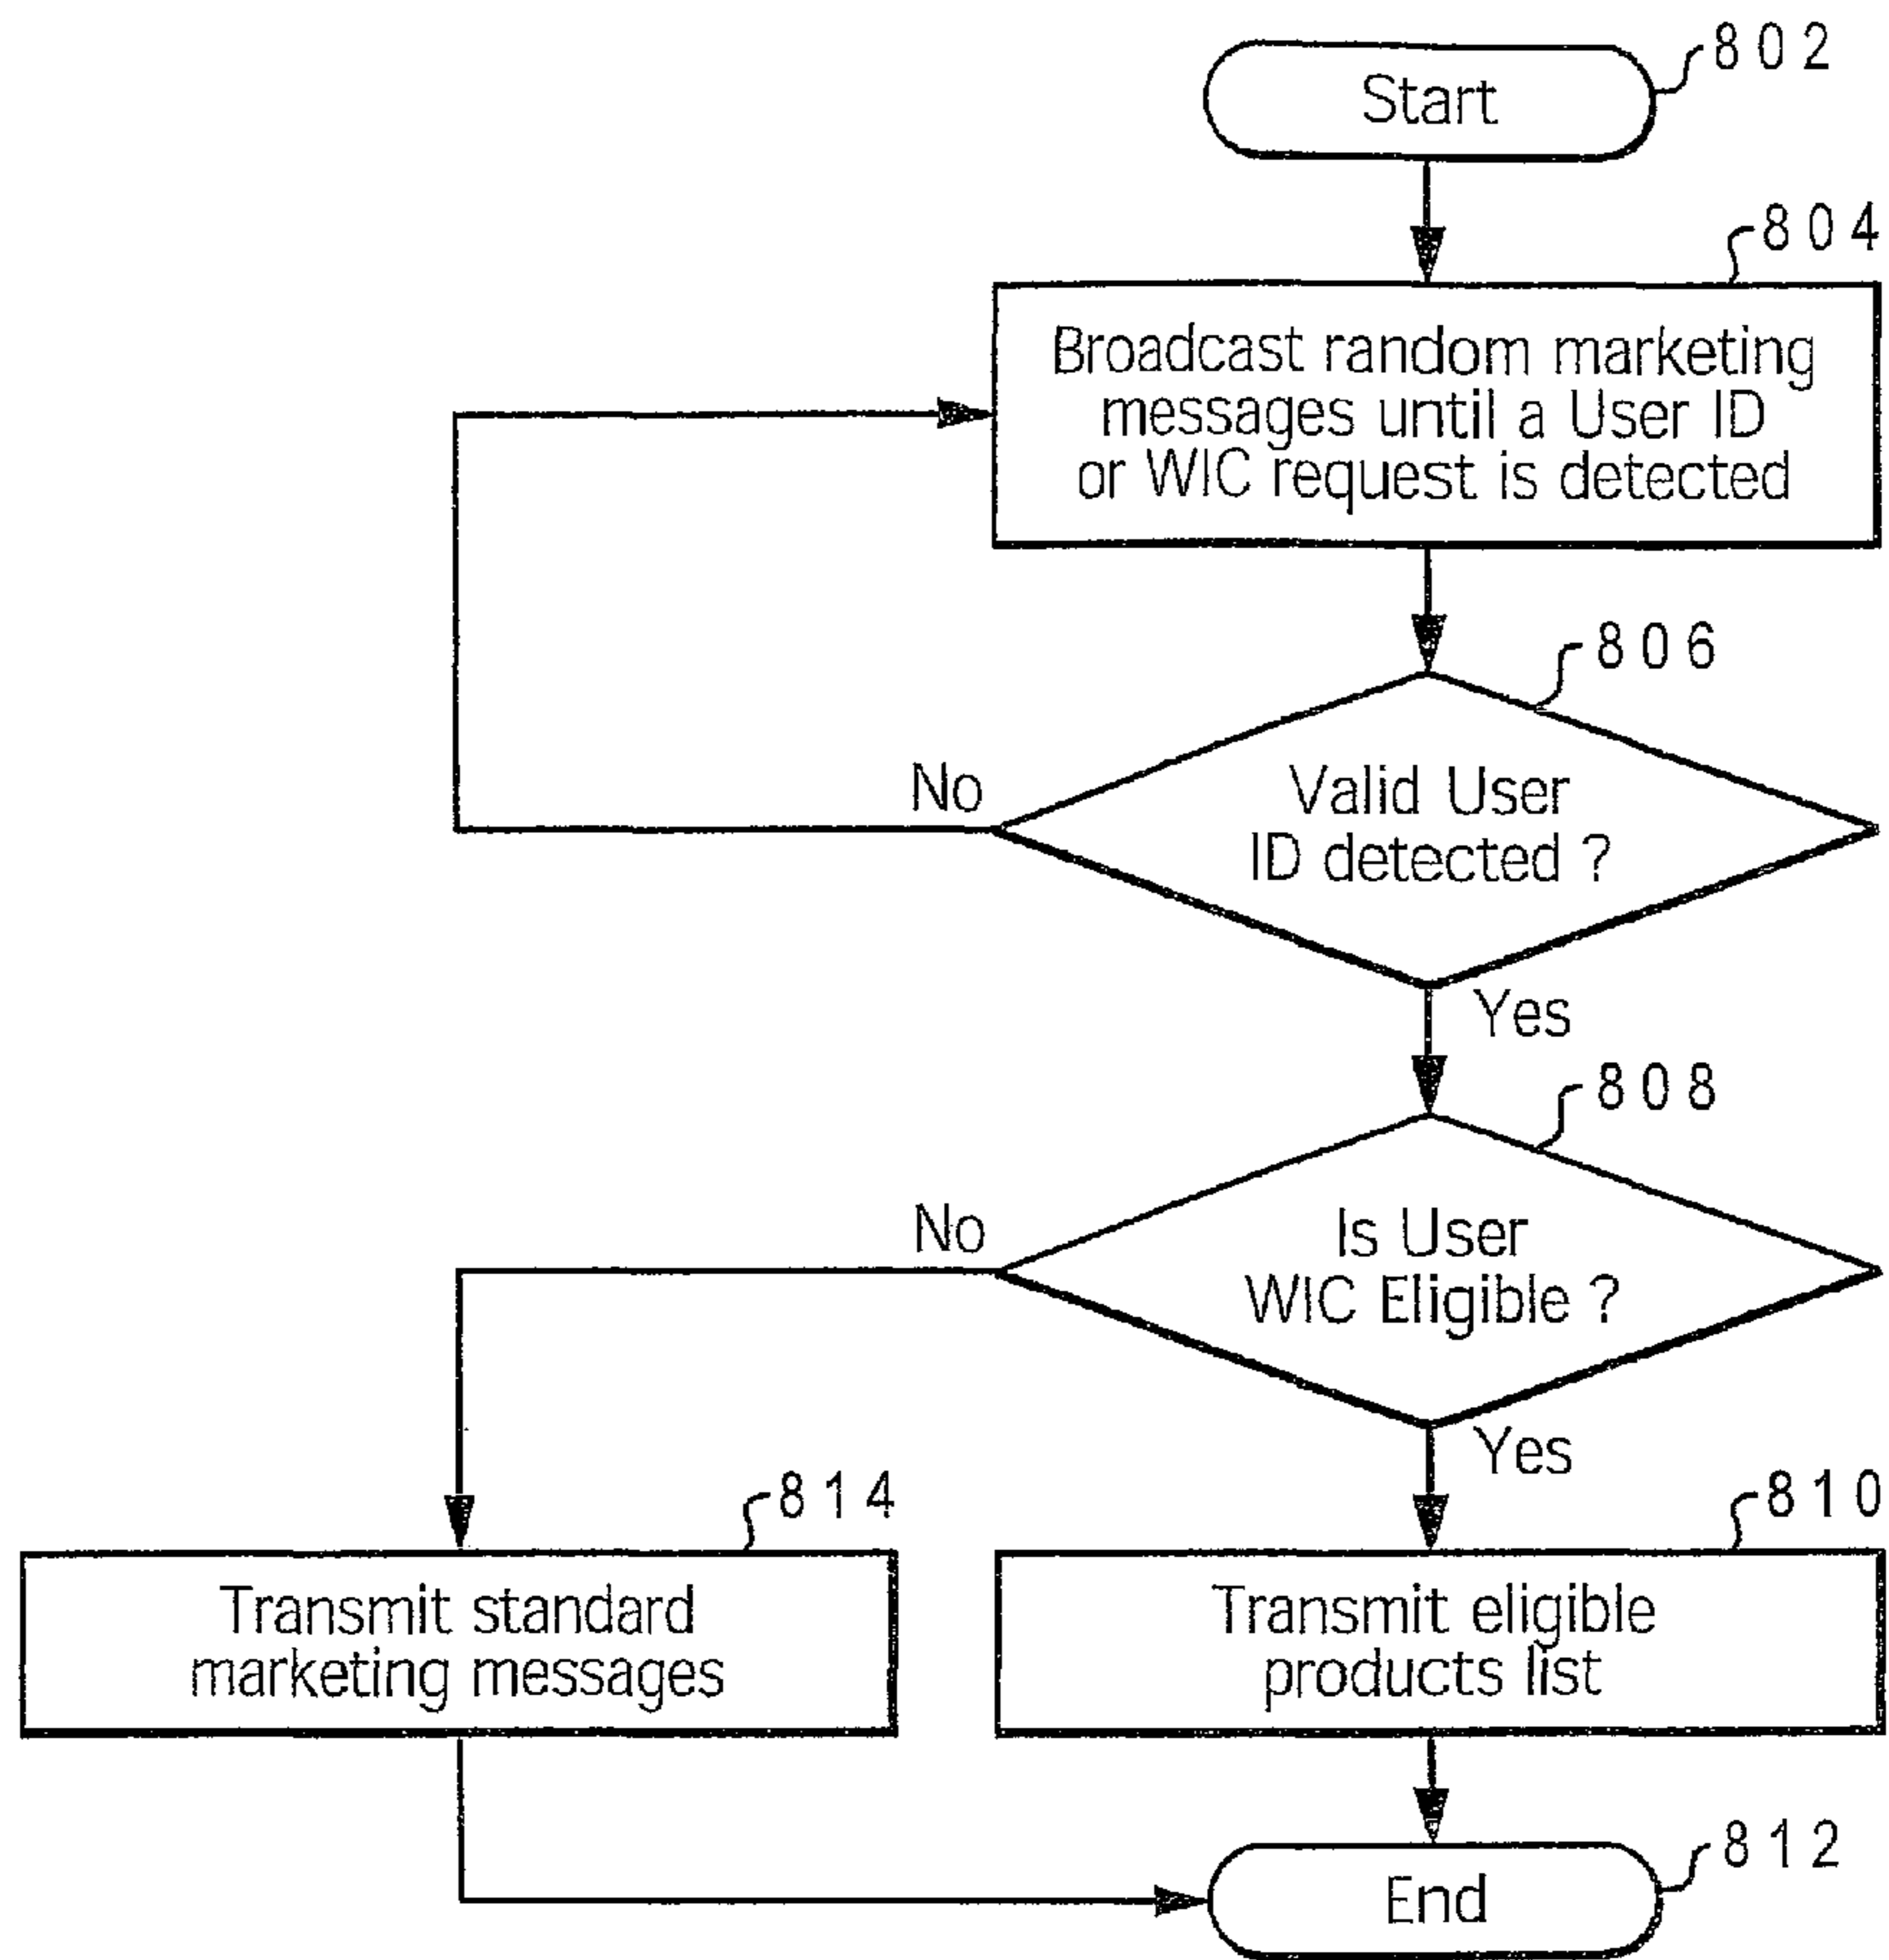 Start
802
804
Broadcast random marketing
messages until a User ID
or WIC request is detected
806
No
Valid User
ID detected ?
Yes
808
No
Is User
WIC Eligible ?
Yes
814
810
Transmit standard
marketing messages
Transmit eligible
products list
812
End